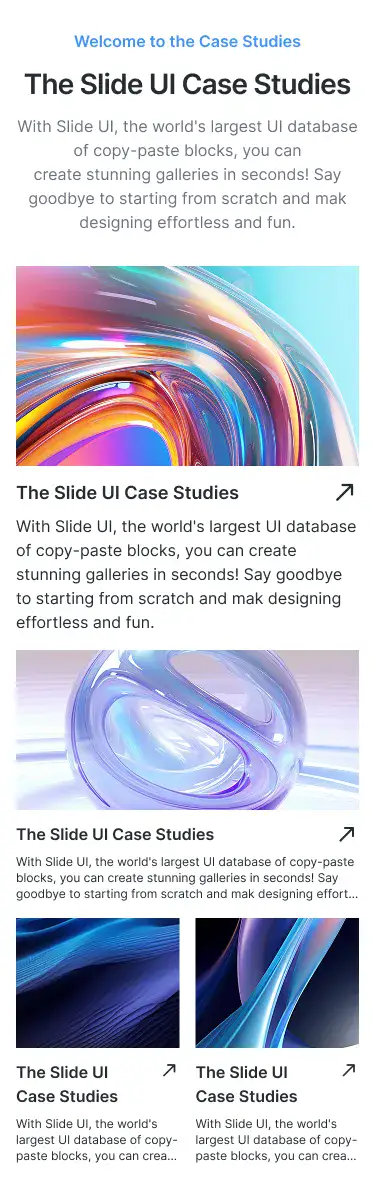 Welcome to the Case Studies
The Slide UI Case Studies
With Slide UI, the world's largest UI database
of copy-paste blocks, you can
create stunning galleries in seconds! Say
goodbye to starting from scratch and mak
designing effortless and fun.
The Slide UI Case Studies
With Slide UI, the world's largest UI database
of copy-paste blocks, you can create
stunning galleries in seconds! Say goodbye
to starting from scratch and mak designing
effortless and fun.
The Slide UI Case Studies
With Slide UI, the world's largest UI database of copy-paste
blocks, you can create stunning galleries in seconds! Say
goodbye to starting from scratch and mak designing effort...
The Slide UI
Case Studies
With Slide UI, the world's
largest UI database of copy-
paste blocks, you can crea...
The Slide UI
Case Studies
With Slide UI, the world's
largest UI database of copy-
paste blocks, you can crea...